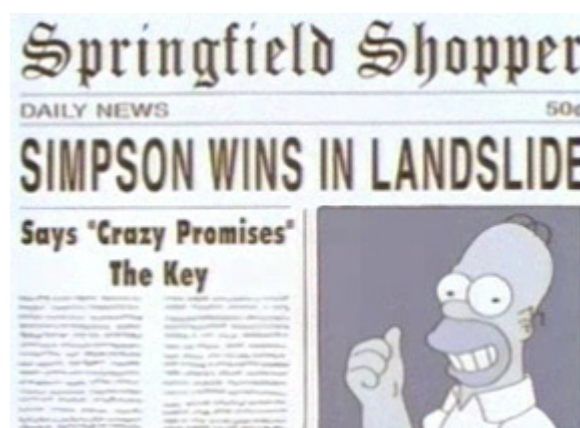 Springfield Shopper
DAILY NEWS 50¢
SIMPSON WINS IN LANDSLIDE
Says "Crazy Promises"
The Key